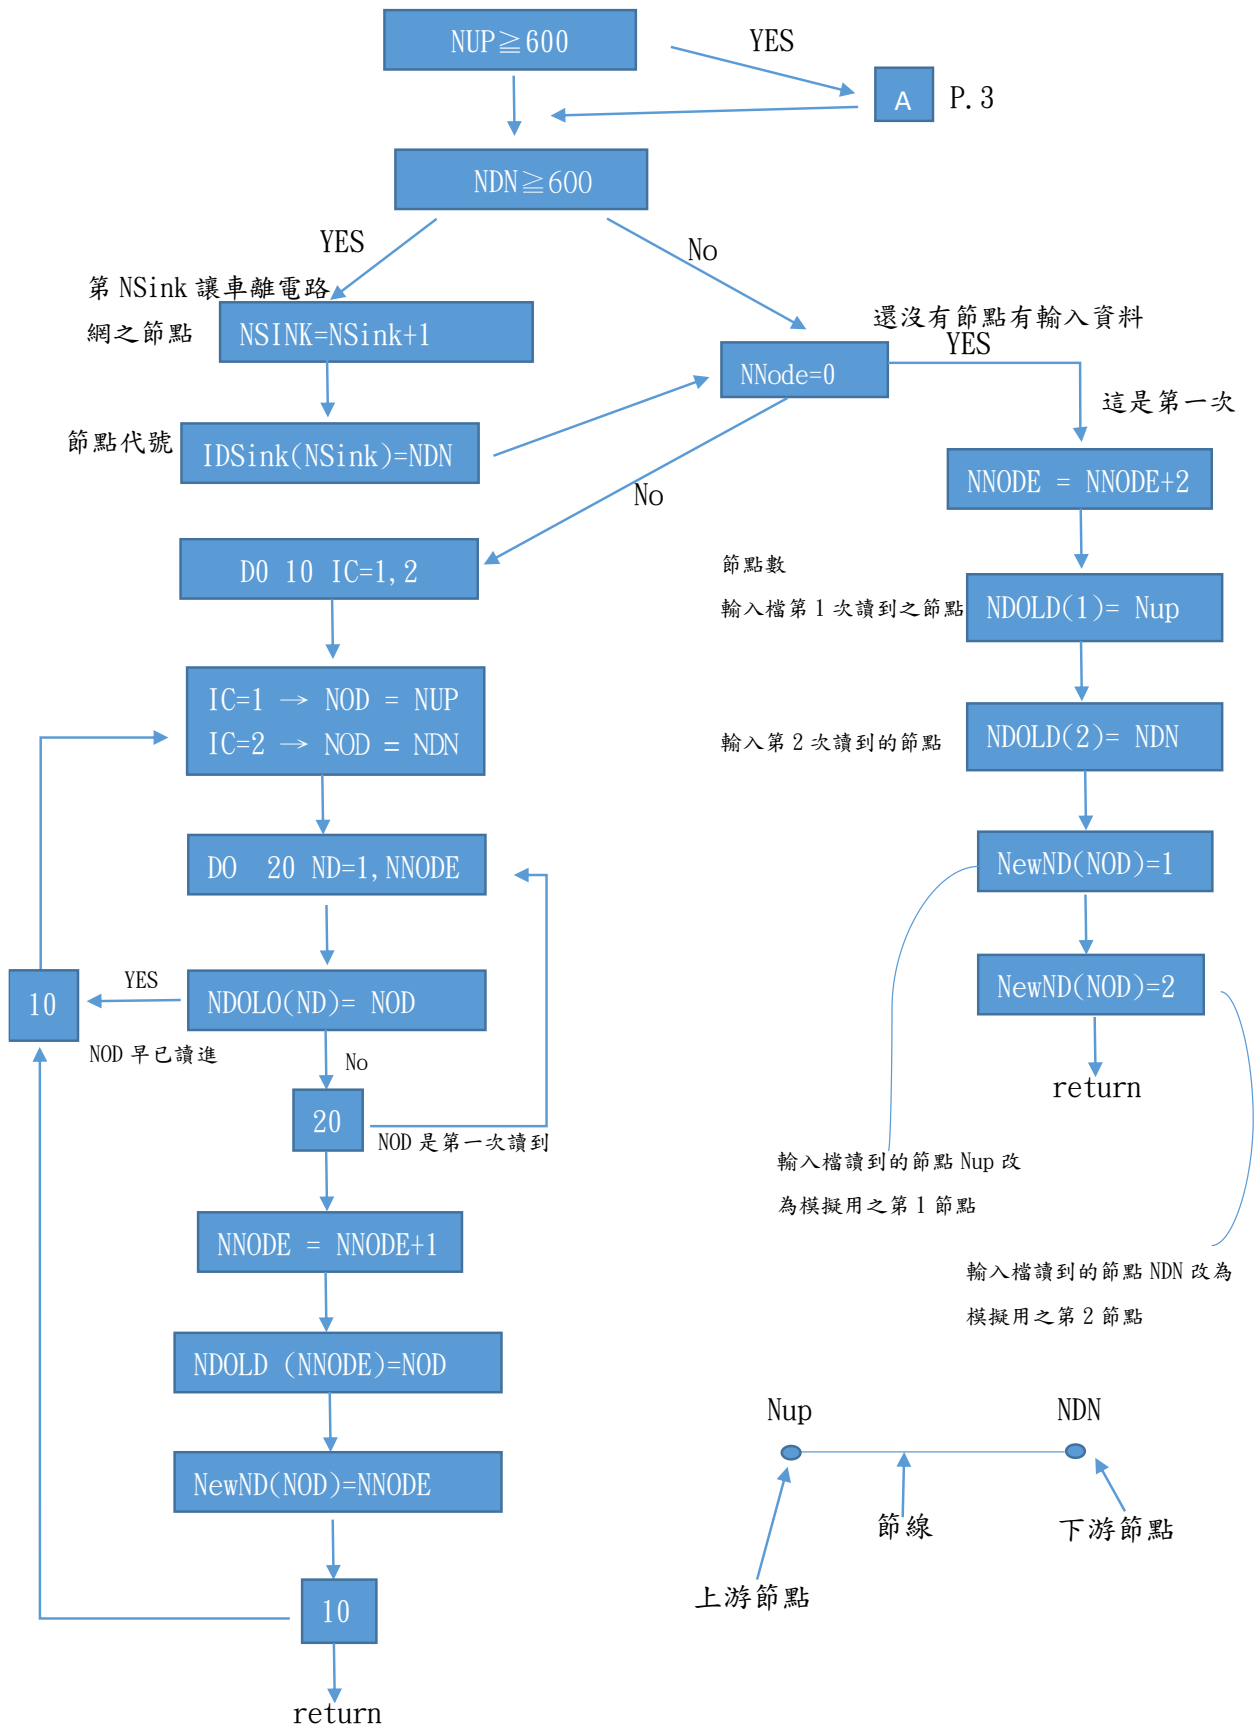 NUP≧600
YES
A
P.3
NDN≧600
YES
No
第 NSink 讓車離電路
網之節點
NSINK=NSink+1
還沒有節點有輸入資料
YES
NNode=0
這是第一次
節點代號
IDSink(NSink)=NDN
No
NNODE = NNODE+2
DO 10 IC=1,2
節點數
輸入檔第 1 次讀到之節點
NDOLD(1)= Nup
IC=1 → NOD = NUP
IC=2 → NOD = NDN
輸入第 2 次讀到的節點
NDOLD(2)= NDN
DO 20 ND=1,NNODE
NewND(NOD)=1
YES
10
NDOLO(ND)= NOD
NewND(NOD)=2
NOD 早已讀進
No
return
20
NOD 是第一次讀到
輸入檔讀到的節點 Nup 改
為模擬用之第 1 節點
NNODE = NNODE+1
輸入檔讀到的節點 NDN 改為
模擬用之第 2 節點
NDOLD (NNODE)=NOD
Nup
NDN
NewND(NOD)=NNODE
節線
下游節點
上游節點
10
return